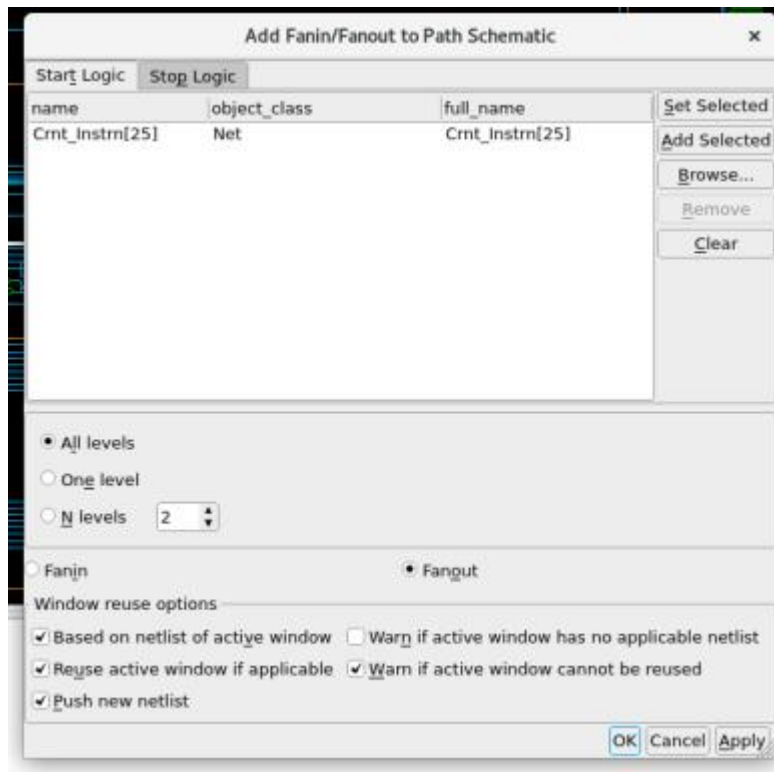 Add Fanin/Fanout to Path Schematic ×
Start Logic Stop Logic
name object_class full_name Set Selected
Crnt_Instrn[25] Net Crnt_Instrn[25] Add Selected
Browse...
Remove
Clear
All levels
One level
N levels 2
Fanin Fanout
Window reuse options
Based on netlist of active window Warn if active window has no applicable netlist
Reuse active window if applicable Warn if active window cannot be reused
Push new netlist
OK Cancel Apply